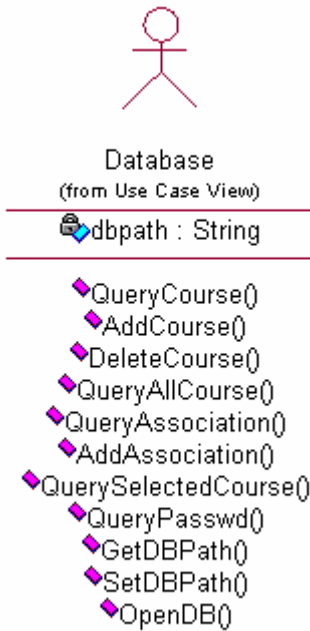 Database
(from Use Case View)
dbpath : String
QueryCourse()
AddCourse()
DeleteCourse()
QueryAllCourse()
QueryAssociation()
AddAssociation()
QuerySelectedCourse()
QueryPasswd()
GetDBPath()
SetDBPath()
OpenDB()